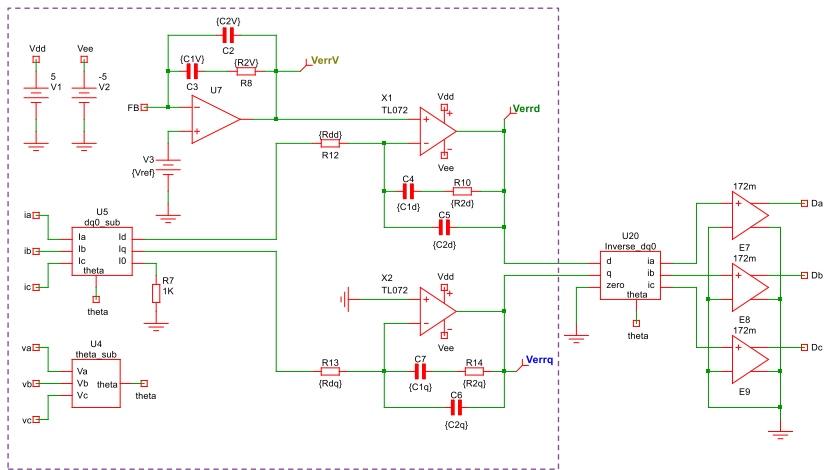 {C2V}
C2
{C1V}
{R2V}
C3
R8
VerrV
Vdd
Vee
5
V1
-5
V2
FB
U7
V3
{Vref}
X1
TL072
Vdd
Vee
Verrd
{Rdd}
R12
C4
{C1d}
R10
{R2d}
C5
{C2d}
U5
dq0_sub
ia
ib
ic
Ia
Ib
Ic
Id
Iq
I0
theta
theta
R7
1K
X2
TL072
Vdd
Vee
R13
{Rdq}
C7
{C1q}
R14
{R2q}
C6
{C2q}
Verrq
U4
theta_sub
va
vb
vc
Va
Vb
Vc
theta
theta
U20
Inverse_dq0
d
q
zero
ia
ib
ic
theta
theta
172m
E7
Da
172m
E8
Db
172m
E9
Dc